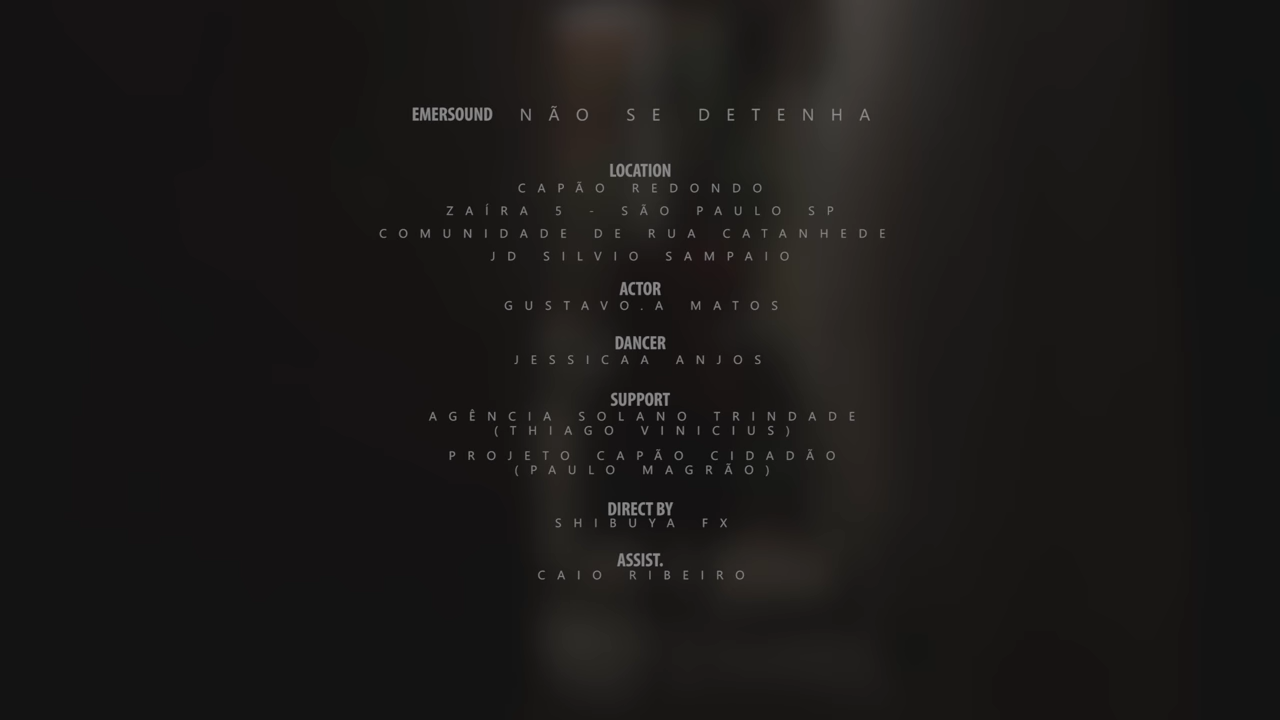 EMERSOUND NÃO SE DETENHA
LOCATION
CAPÃO REDONDO
ZAÍRA 5 - SÃO PAULO SP
COMUNIDADE DE RUA CATANHEDE
JD SILVIO SAMPAIO
ACTOR
GUSTAVO.A MATOS
DANCER
JESSICAA ANJOS
SUPPORT
AGÊNCIA SOLANO TRINDADE
(THIAGO VINICIUS)
PROJETO CAPÃO CIDADÃO
(PAULO MAGRÃO)
DIRECT BY
SHIBUYA FX
ASSIST.
CAIO RIBEIRO